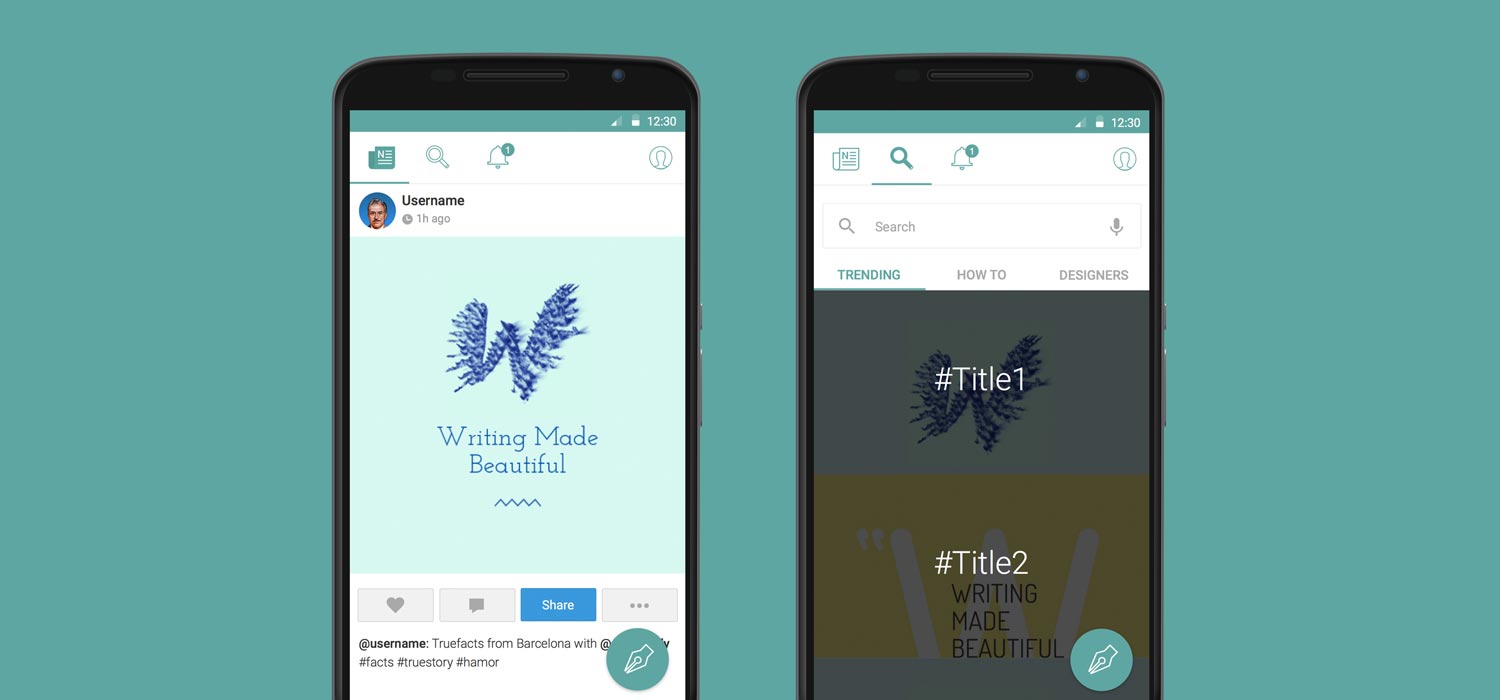 12:30
N
1
Username
1h ago
W
Writing Made
Beautiful
Share
@username: Truefacts from Barcelona with
#facts #truestory #hamor
12:30
N
1
Search
TRENDING
HOW TO
DESIGNERS
W
#Title1
“W
#Title2
WRITING
MADE
BEAUTIFUL